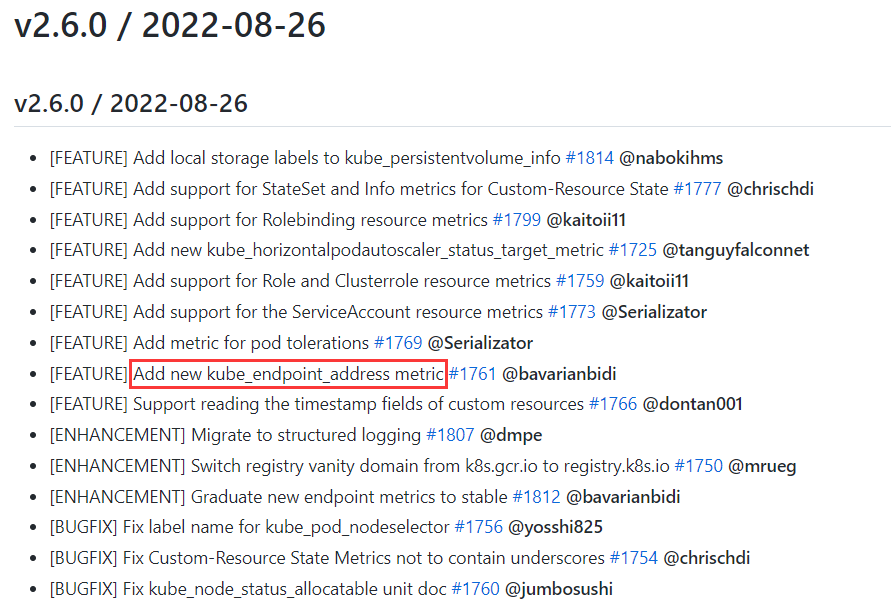 v2.6.0 / 2022-08-26
v2.6.0 / 2022-08-26
• [FEATURE] Add local storage labels to kube_persistentvolume_info #1814 @nabokihms
• [FEATURE] Add support for StateSet and Info metrics for Custom-Resource State #1777 @chrischdi
• [FEATURE] Add support for Rolebinding resource metrics #1799 @kaitoii11
• [FEATURE] Add new kube_horizontalpodautoscaler_status_target_metric #1725 @tanguyfalconnet
• [FEATURE] Add support for Role and Clusterrole resource metrics #1759 @kaitoii11
• [FEATURE] Add support for the ServiceAccount resource metrics #1773 @Serializator
• [FEATURE] Add metric for pod tolerations #1769 @Serializator
• [FEATURE] Add new kube_endpoint_address metric #1761 @bavarianbidi
• [FEATURE] Support reading the timestamp fields of custom resources #1766 @dontan001
• [ENHANCEMENT] Migrate to structured logging #1807 @dmpe
• [ENHANCEMENT] Switch registry vanity domain from k8s.gcr.io to registry.k8s.io #1750 @mrueg
• [ENHANCEMENT] Graduate new endpoint metrics to stable #1812 @bavarianbidi
• [BUGFIX] Fix label name for kube_pod_nodeselector #1756 @yosshi825
• [BUGFIX] Fix Custom-Resource State Metrics not to contain underscores #1754 @chrischdi
• [BUGFIX] Fix kube_node_status_allocatable unit doc #1760 @jumbosushi